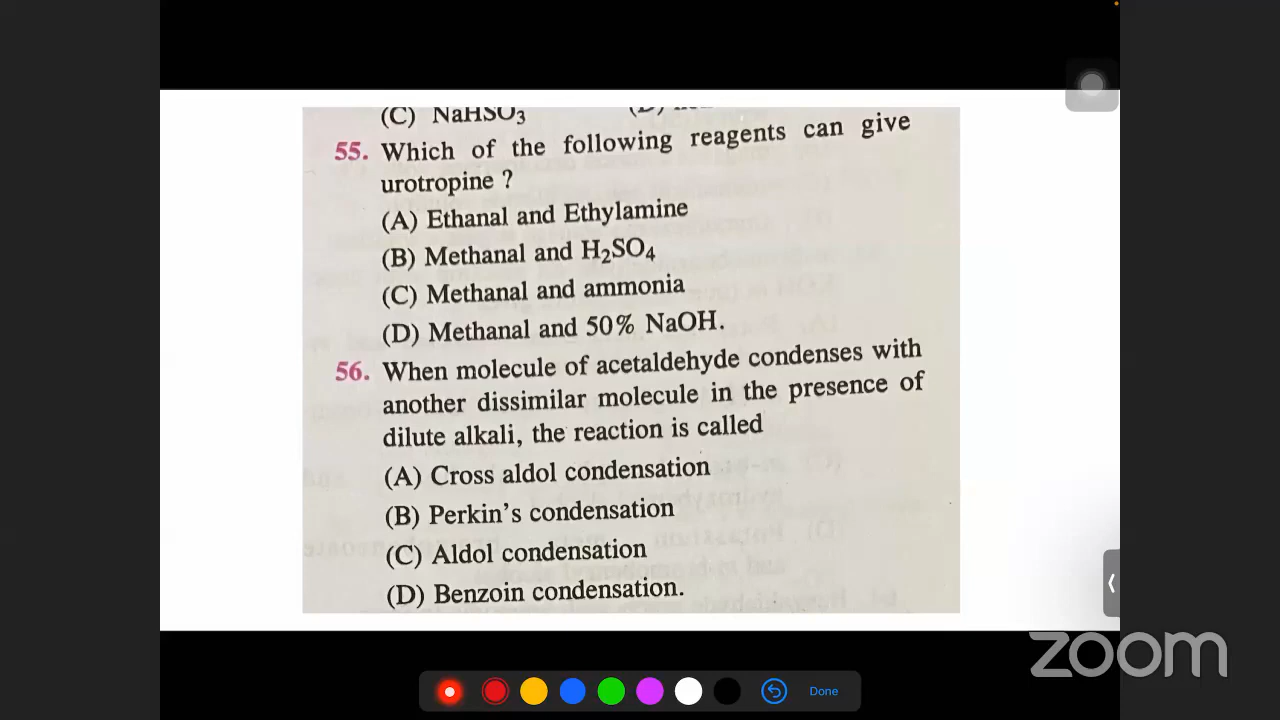 (C) NaHSO3
55. Which of the following reagents can give
urotropine ?
(A) Ethanal and Ethylamine
(B) Methanal and H₂SO₄
(C) Methanal and ammonia
(D) Methanal and 50% NaOH.
56. When molecule of acetaldehyde condenses with
another dissimilar molecule in the presence of
dilute alkali, the reaction is called
(A) Cross aldol condensation
(B) Perkin's condensation
(C) Aldol condensation
(D) Benzoin condensation.
zoom
Done